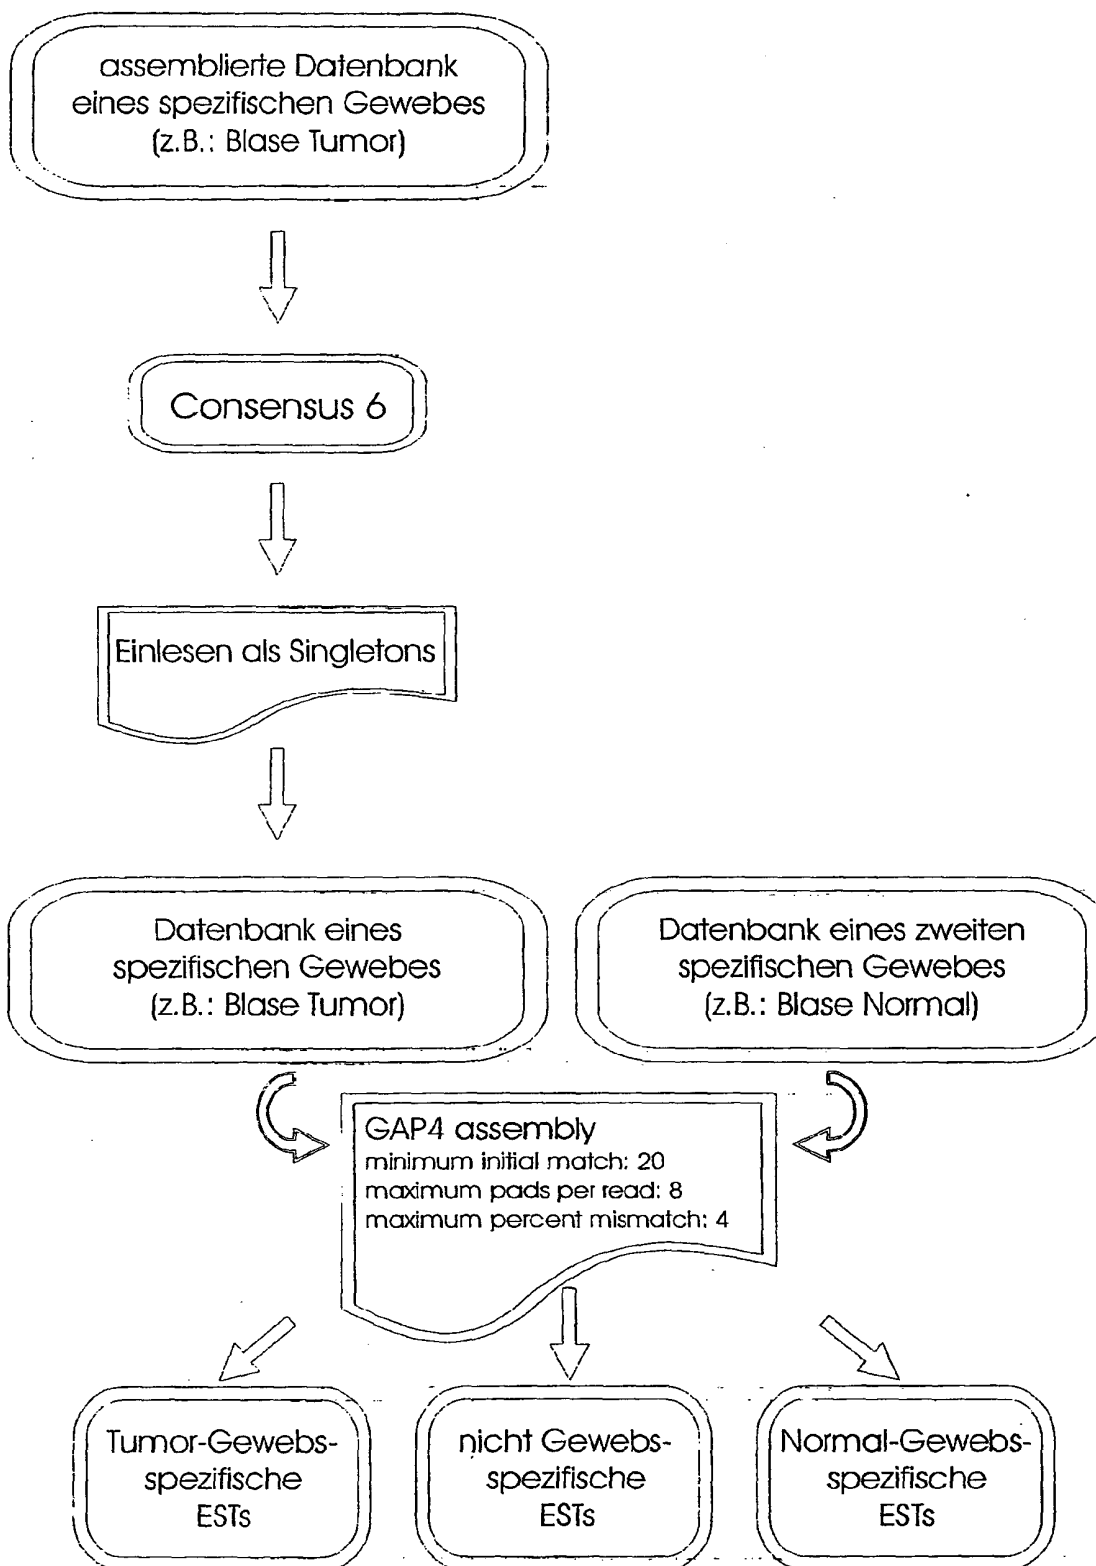 assemblierte Datenbank
eines spezifischen Gewebes
(z.B.: Blase Tumor)
Consensus 6
Einlesen als Singletons
Datenbank eines
spezifischen Gewebes
(z.B.: Blase Tumor)
Datenbank eines zweiten
spezifischen Gewebes
(z.B.: Blase Normal)
GAP4 assembly
minimum initial match: 20
maximum pads per read: 8
maximum percent mismatch: 4
Tumor-Gewebs-
spezifische
ESTs
nicht Gewebs-
spezifische
ESTs
Normal-Gewebs-
spezifische
ESTs